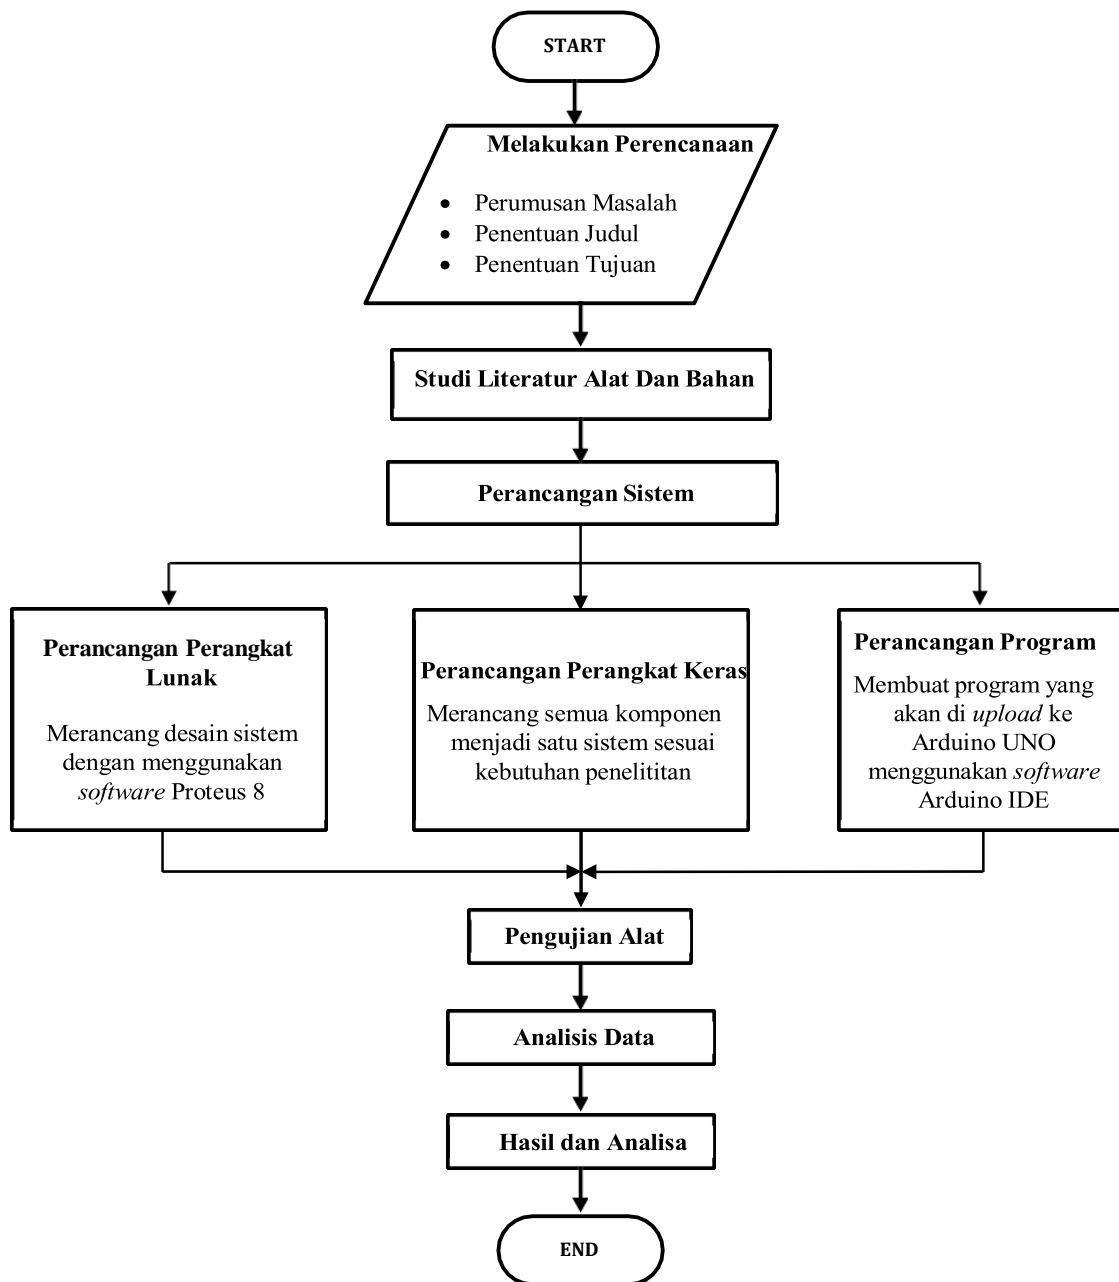 START
Melakukan Perencanaan
• Perumusan Masalah
• Penentuan Judul
• Penentuan Tujuan
Studi Literatur Alat Dan Bahan
Perancangan Sistem
Perancangan Perangkat
Lunak
Merancang desain sistem
dengan menggunakan
software Proteus 8
Perancangan Perangkat Keras
Merancang semua komponen
menjadi satu sistem sesuai
kebutuhan penelititan
Perancangan Program
Membuat program yang
akan di upload ke
Arduino UNO
menggunakan software
Arduino IDE
Pengujian Alat
Analisis Data
Hasil dan Analisa
END